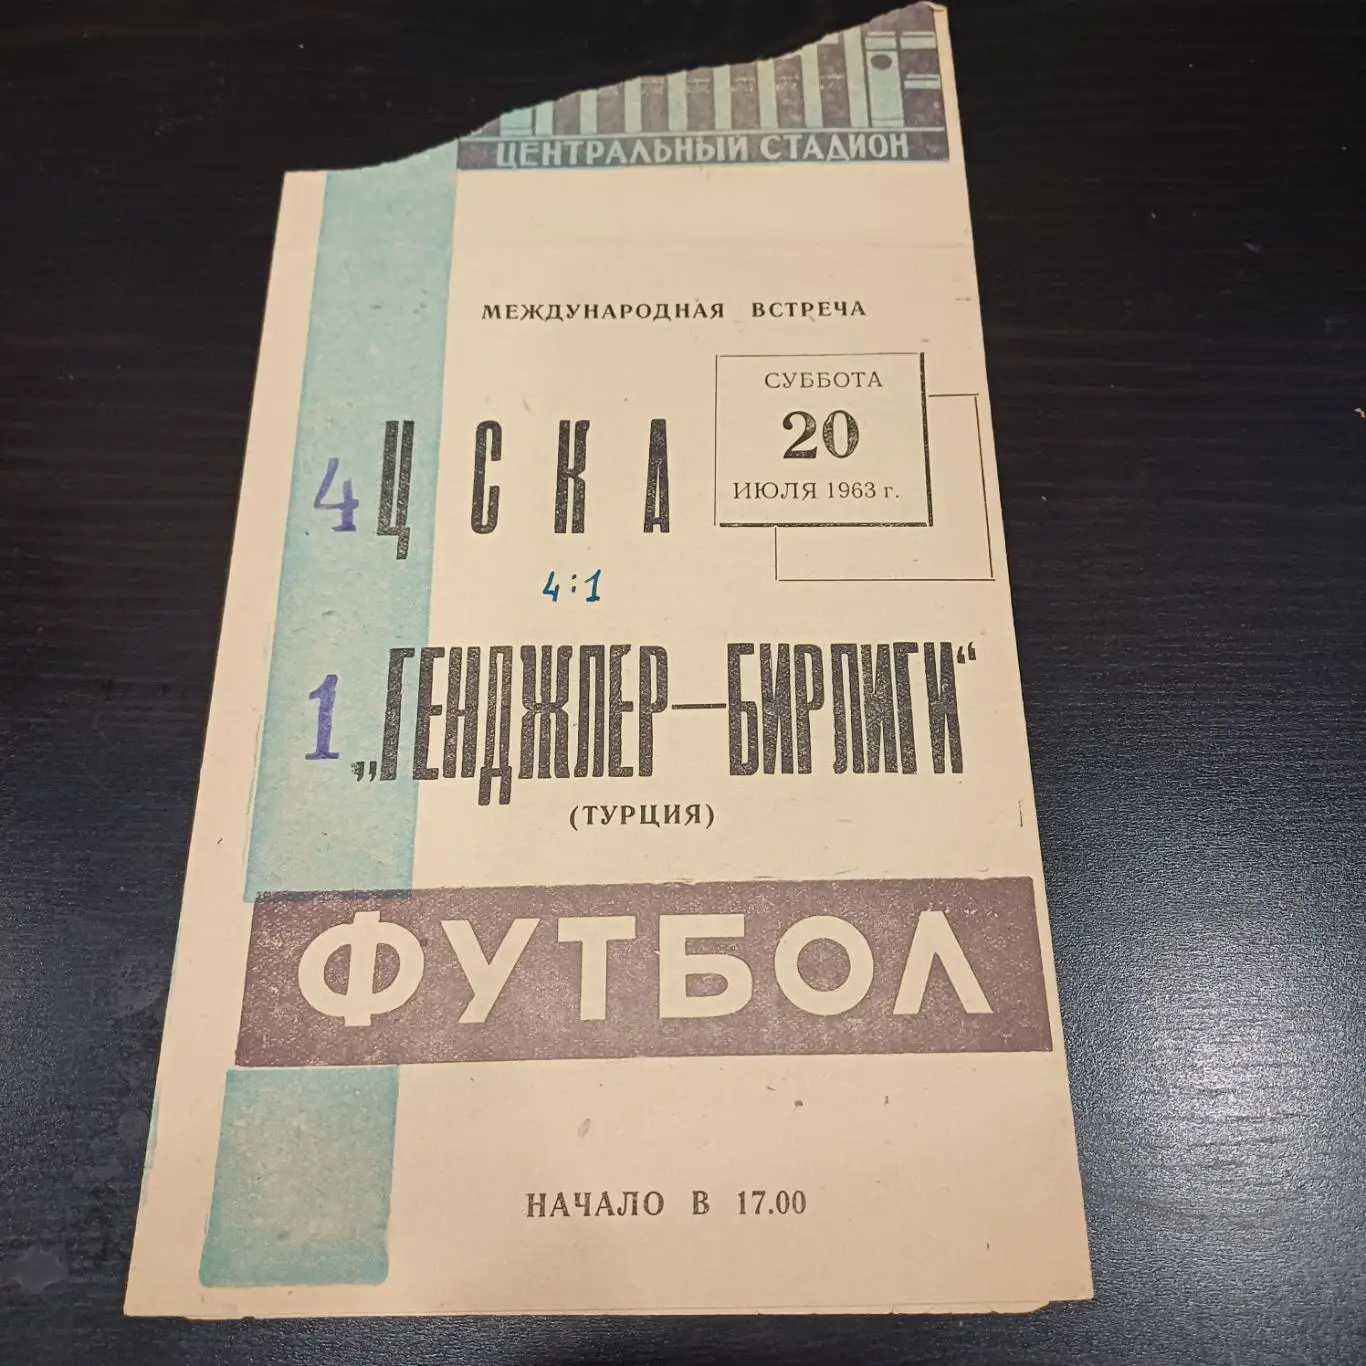 ЦЕНТРАЛЬНЫЙ СТАДИОН
МЕЖДУНАРОДНАЯ ВСТРЕЧА
СУББОТА
20
ИЮЛЯ 1963 г.
4 ЦСКА
4:1
1 „ГЕНДЖЛЕР—БИРЛИГИ“
(ТУРЦИЯ)
ФУТБОЛ
НАЧАЛО В 17.00